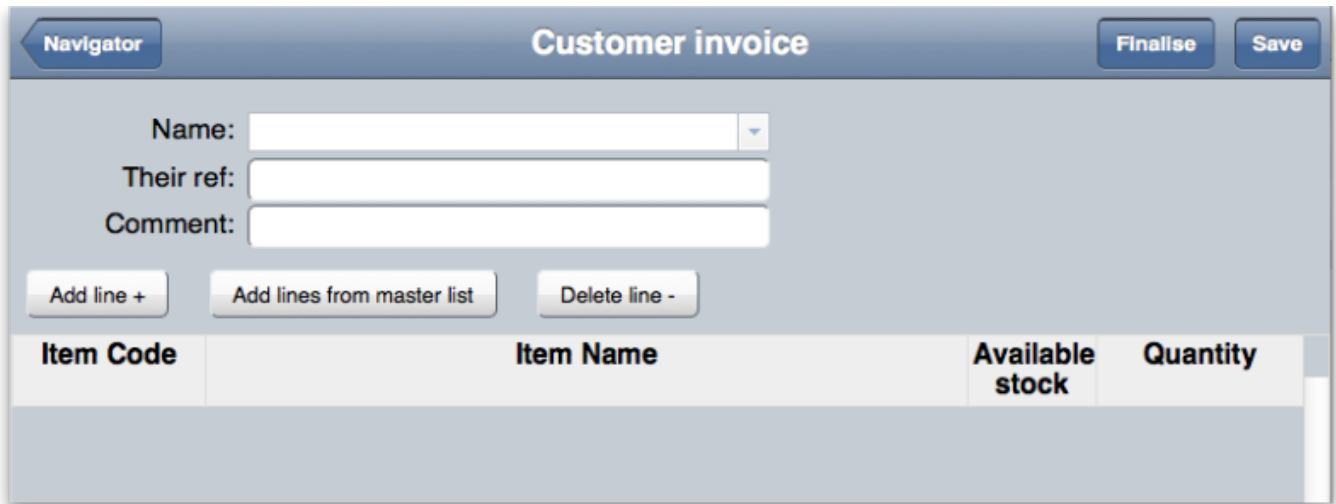 Navigator Customer invoice Finalise Save
Name:
Their ref:
Comment:
Add line + Add lines from master list Delete line -
Item Code Item Name Available stock Quantity